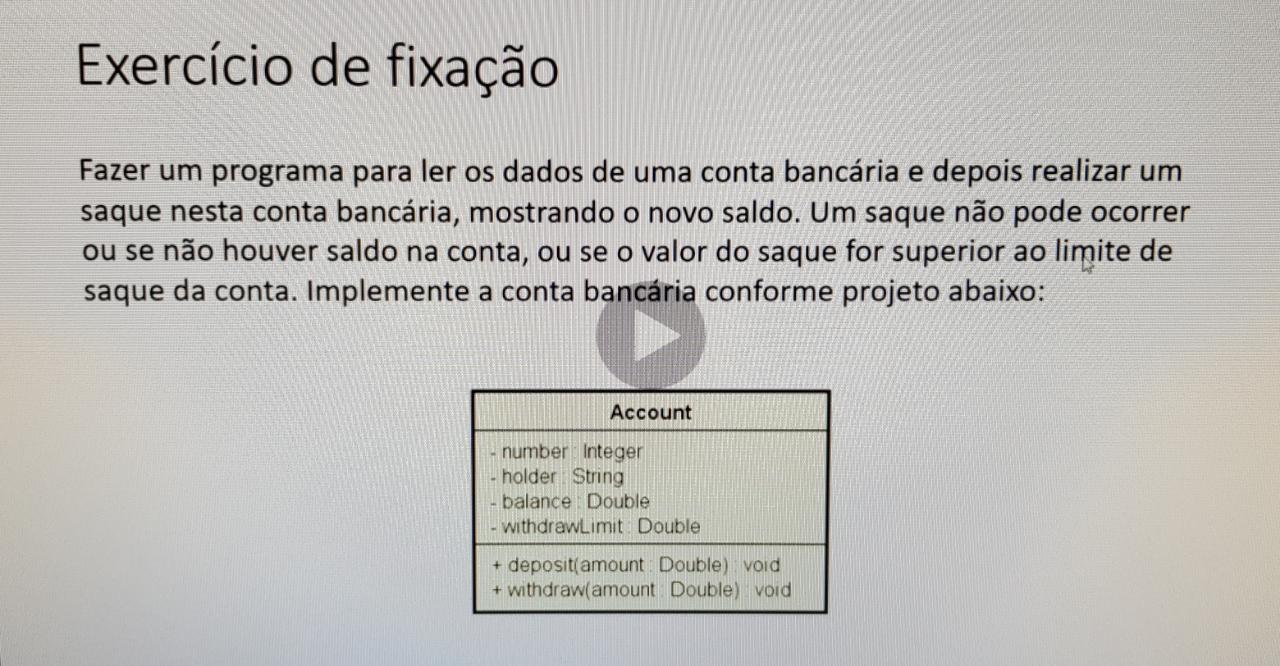 Exercício de fixação
Fazer um programa para ler os dados de uma conta bancária e depois realizar um
saque nesta conta bancária, mostrando o novo saldo. Um saque não pode ocorrer
ou se não houver saldo na conta, ou se o valor do saque for superior ao limite de
saque da conta. Implemente a conta bancária conforme projeto abaixo:
Account
- number : Integer
- holder : String
- balance : Double
- withdrawLimit : Double
+ deposit(amount : Double) : void
+ withdraw(amount : Double) : void